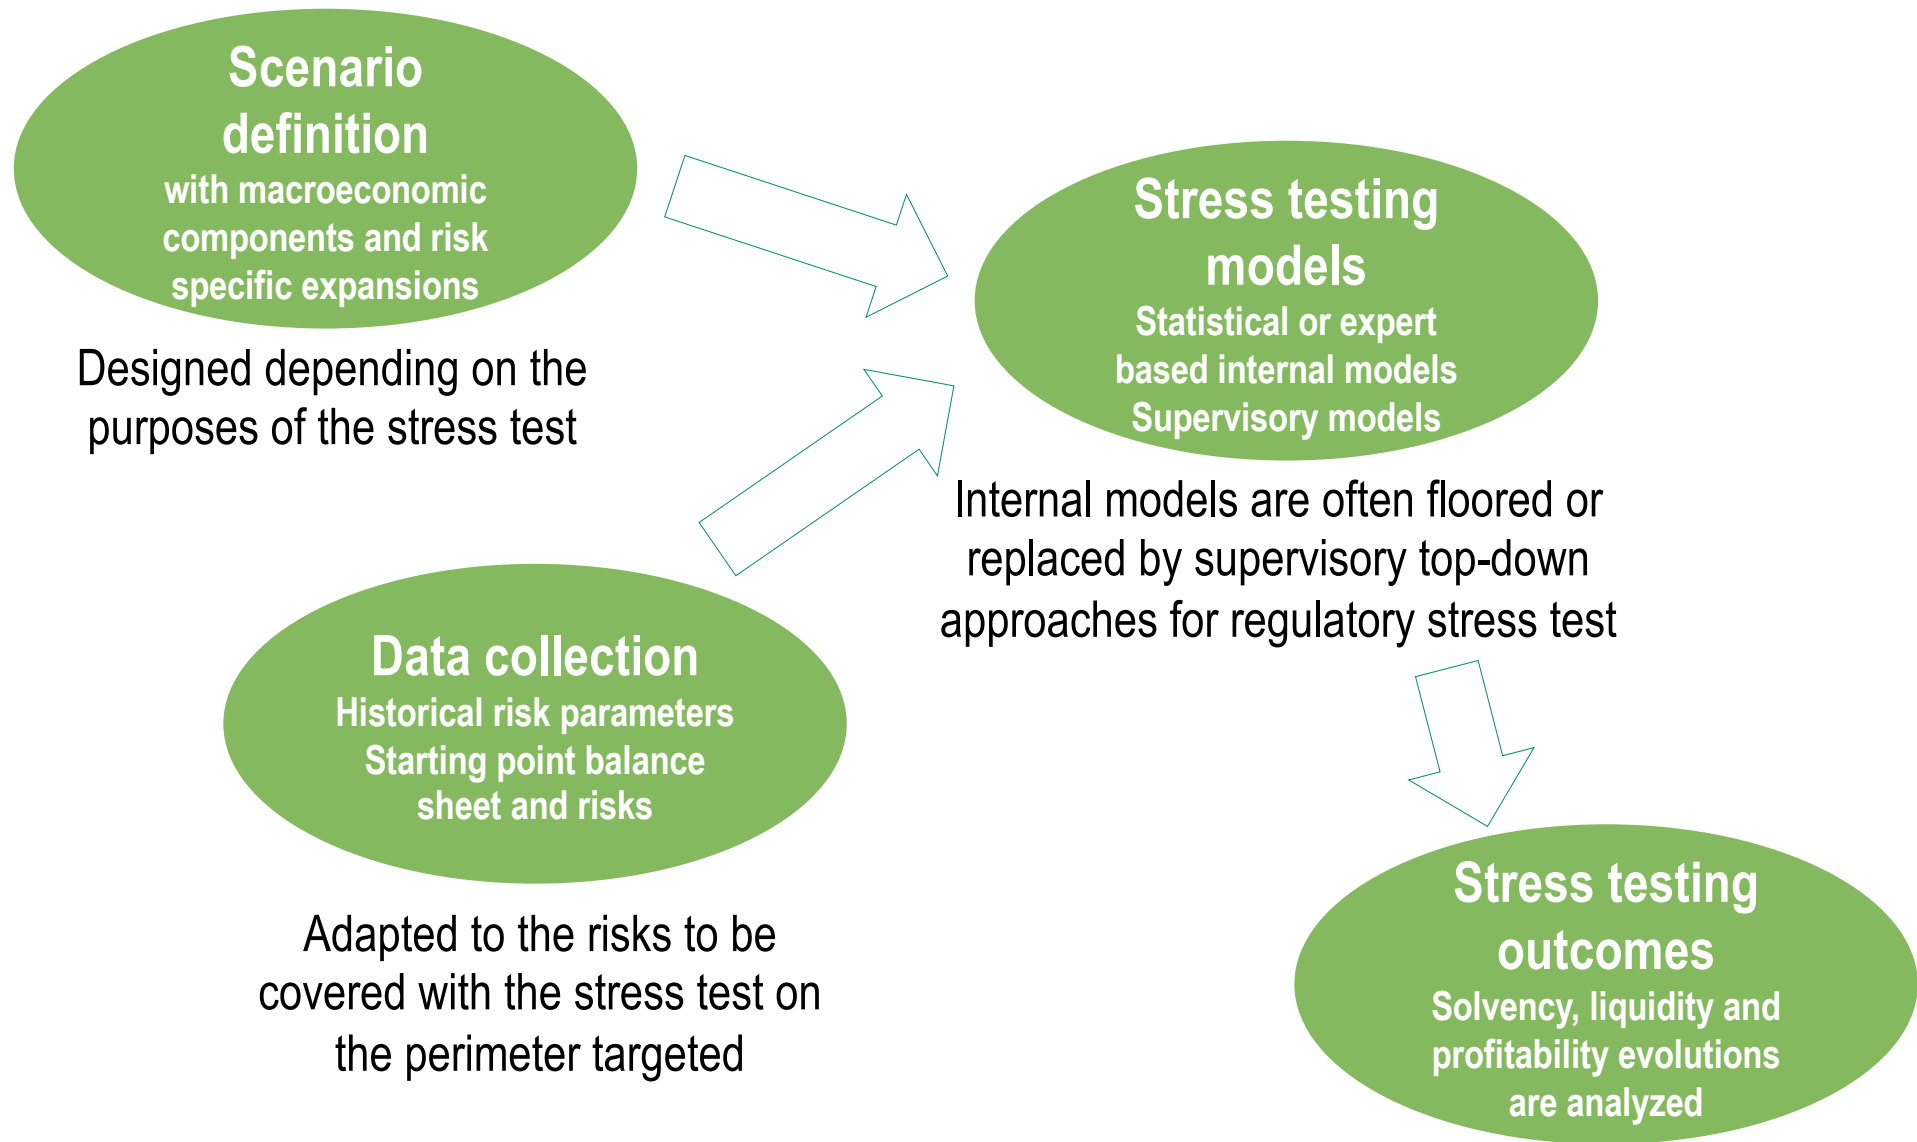 Scenario
definition
with macroeconomic
components and risk
specific expansions
Designed depending on the
purposes of the stress test
Stress testing
models
Statistical or expert
based internal models
Supervisory models
Internal models are often floored or
replaced by supervisory top-down
approaches for regulatory stress test
Data collection
Historical risk parameters
Starting point balance
sheet and risks
Adapted to the risks to be
covered with the stress test on
the perimeter targeted
Stress testing
outcomes
Solvency, liquidity and
profitability evolutions
are analyzed